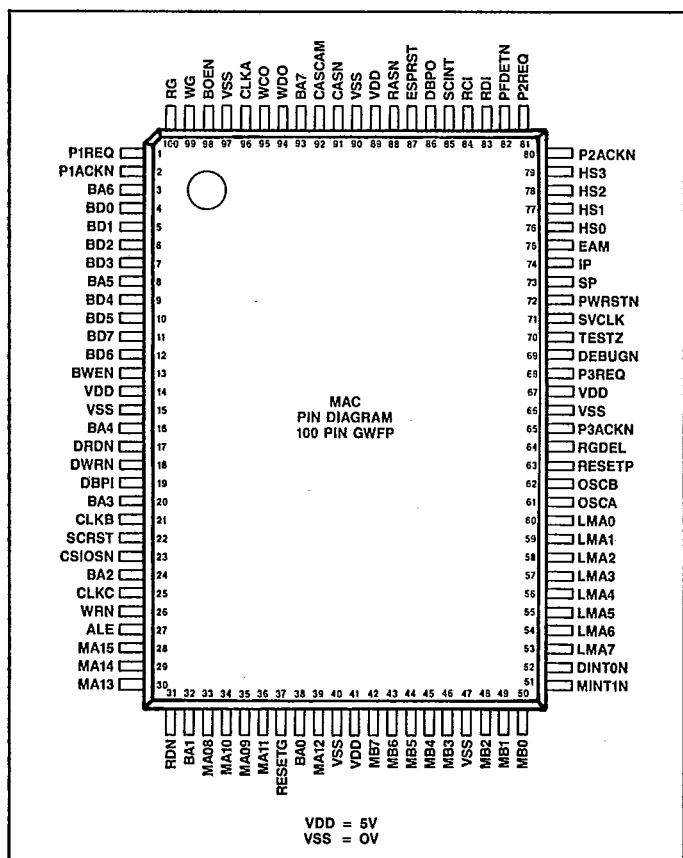 RG WG BOEN VSS CLKA WCO WDO BA7 CASCAM CASN VSS VDD RASN ESPRST DBPO SCINT RCI RDI PFDETN P2REQ
100 99 98 97 96 95 94 93 92 91 90 89 88 87 86 85 84 83 82 81
P1REQ 1
P1ACKN 2
BA6 3
BD0 4
BD1 5
BD2 6
BD3 7
BA5 8
BD4 9
BD5 10
BD7 11
BD6 12
BWEN 13
VDD 14
VSS 15
BA4 16
DRDN 17
DWRN 18
DBPI 19
BA3 20
CLKB 21
SCRST 22
CSIOSN 23
BA2 24
CLKC 25
WRN 26
ALE 27
MA15 28
MA14 29
MA13 30
MAC
PIN DIAGRAM
100 PIN GWFP
80 P2ACKN
79 HS3
78 HS2
77 HS1
76 HS0
75 EAM
74 IP
73 SP
72 PWRSTN
71 SVCLK
70 TESTZ
69 DEBUGN
68 P3REQ
67 VDD
66 VSS
65 P3ACKN
64 RGDEL
63 RESETP
62 OSCB
61 OSCA
60 LMA0
59 LMA1
58 LMA2
57 LMA3
56 LMA4
55 LMA5
54 LMA6
53 LMA7
52 DINT0N
51 MINT1N
31 32 33 34 35 36 37 38 39 40 41 42 43 44 45 46 47 48 49 50
RDN BA1 MA08 MA10 MA09 MA11 RESETG BA0 MA12 VSS VDD MB7 MB6 MB5 MB4 MB3 VSS MB2 MB1 MB0
VDD = 5V
VSS = 0V